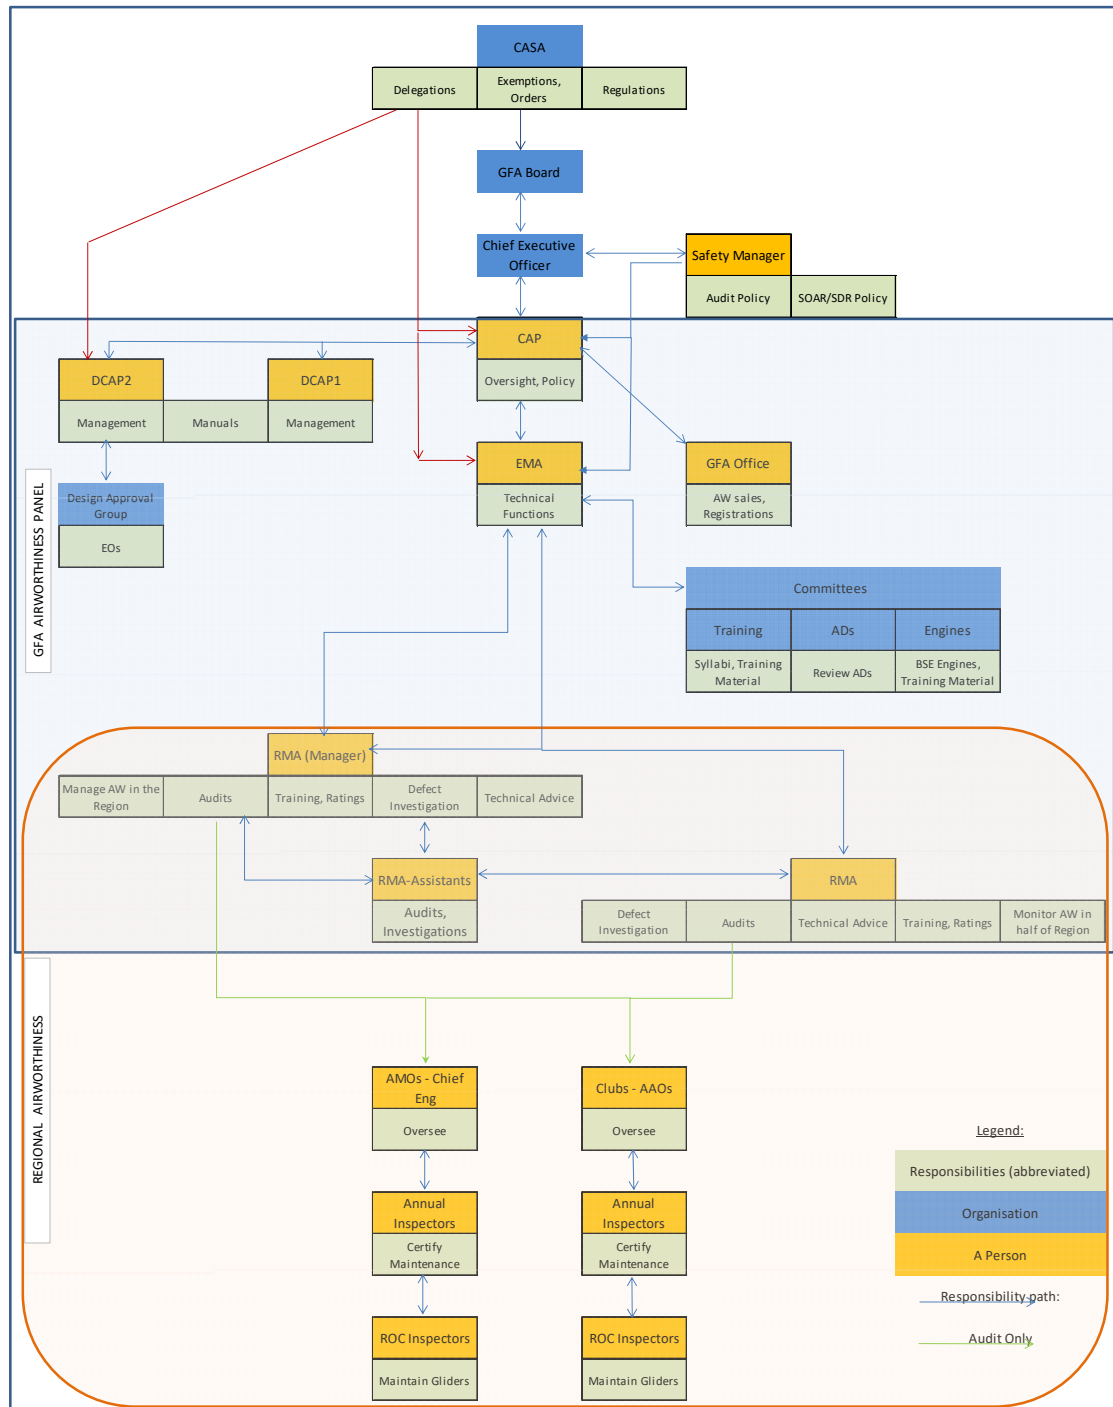 CASA
Delegations
Exemptions,
Orders
Regulations
GFA Board
Chief Executive
Officer
Safety Manager
Audit Policy
SOAR/SDR Policy
CAP
Oversight, Policy
DCAP2
DCAP1
Management
Manuals
Management
EMA
Technical
Functions
GFA Office
AW sales,
Registrations
Design Approval
Group
EOs
GFA AIRWORTHINESS PANEL
Committees
Training
ADs
Engines
Syllabi, Training
Material
Review ADs
BSE Engines,
Training Material
RMA (Manager)
Manage AW in the
Region
Audits
Training, Ratings
Defect
Investigation
Technical Advice
RMA-Assistants
Audits,
Investigations
RMA
Defect
Investigation
Audits
Technical Advice
Training, Ratings
Monitor AW in
half of Region
REGIONAL AIRWORTHINESS
AMOs - Chief
Eng
Oversee
Clubs - AAOs
Oversee
Annual
Inspectors
Certify
Maintenance
Annual
Inspectors
Certify
Maintenance
ROC Inspectors
Maintain Gliders
ROC Inspectors
Maintain Gliders
Legend:
Responsibilities (abbreviated)
Organisation
A Person
Responsibility path:
Audit Only